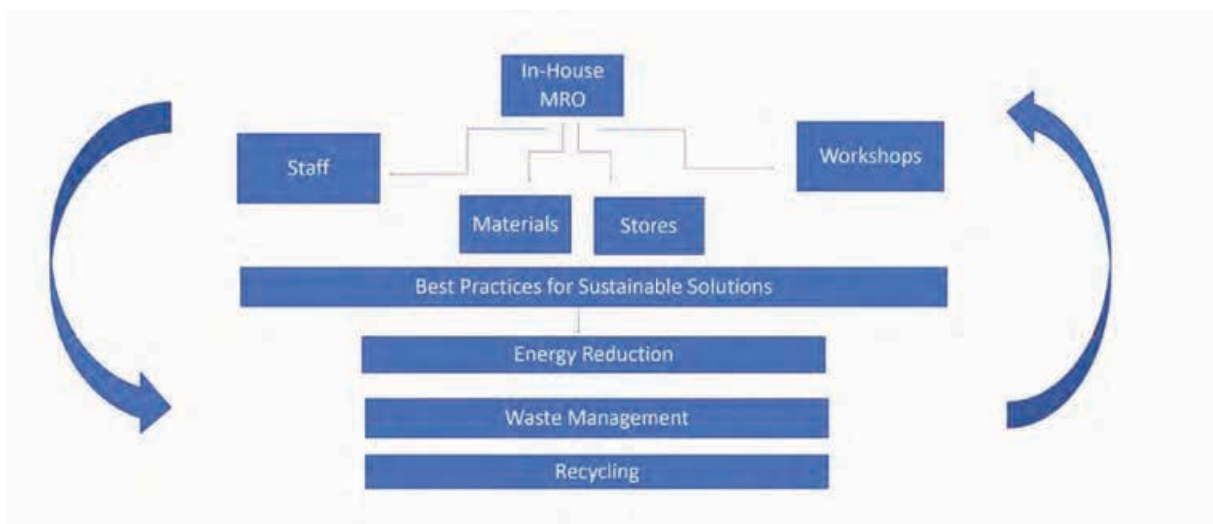 In-House
MRO
Staff
Workshops
Materials
Stores
Best Practices for Sustainable Solutions
Energy Reduction
Waste Management
Recycling